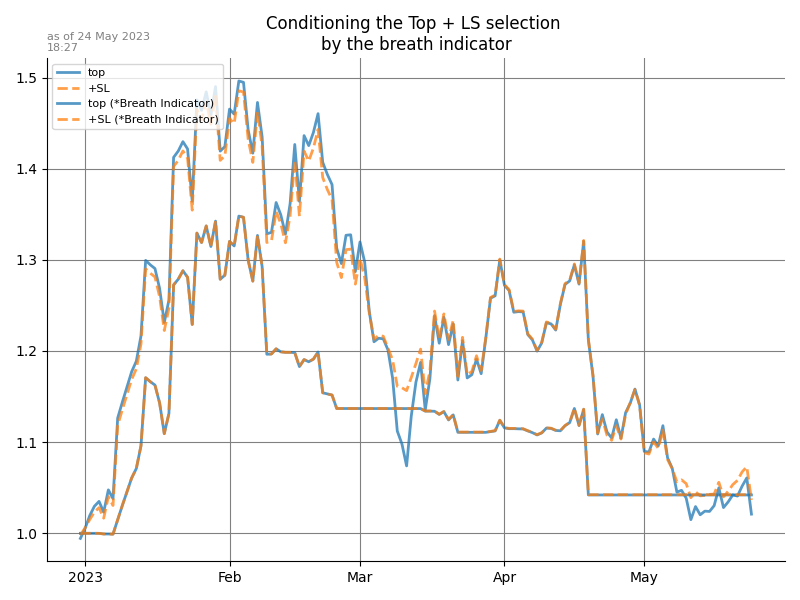 Conditioning the Top + LS selection
by the breath indicator
as of 24 May 2023
18:27
top
+SL
top (*Breath Indicator)
+SL (*Breath Indicator)
1.5
1.4
1.3
1.2
1.1
1.0
2023 Feb Mar Apr May